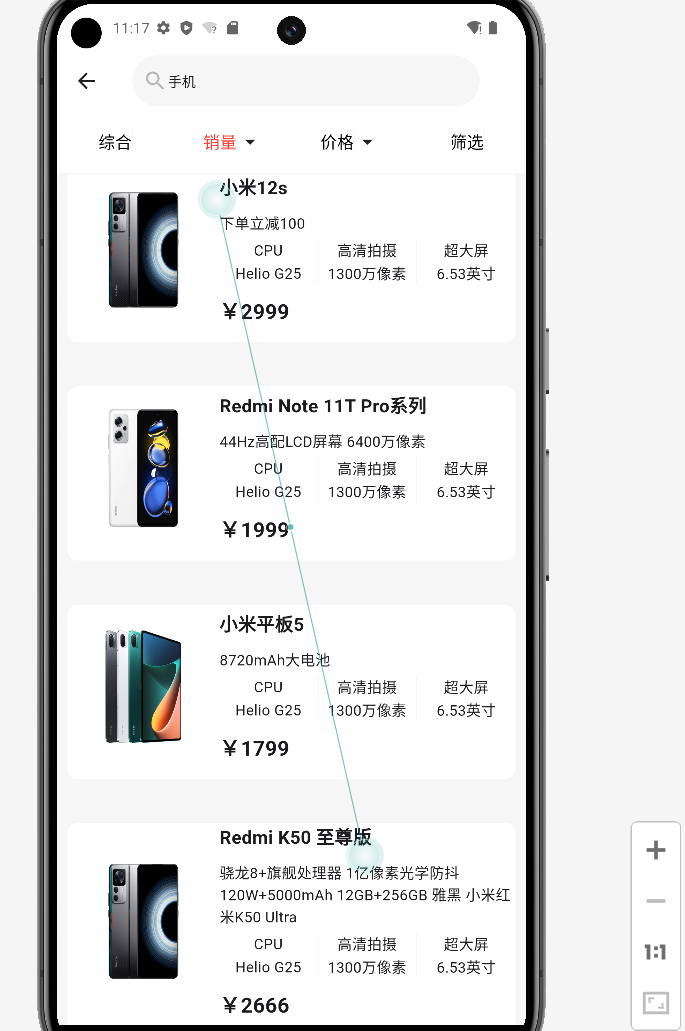 11:17
手机
综合 销量 价格 筛选
小米12s
下单立减100
CPU 高清拍摄 超大屏
Helio G25 1300万像素 6.53英寸
￥2999
Redmi Note 11T Pro系列
44Hz高配LCD屏幕 6400万像素
CPU 高清拍摄 超大屏
Helio G25 1300万像素 6.53英寸
￥1999
小米平板5
8720mAh大电池
CPU 高清拍摄 超大屏
Helio G25 1300万像素 6.53英寸
￥1799
Redmi K50 至尊版
骁龙8+旗舰处理器 1亿像素光学防抖
120W+5000mAh 12GB+256GB 雅黑 小米红
米K50 Ultra
CPU 高清拍摄 超大屏
Helio G25 1300万像素 6.53英寸
￥2666
1:1